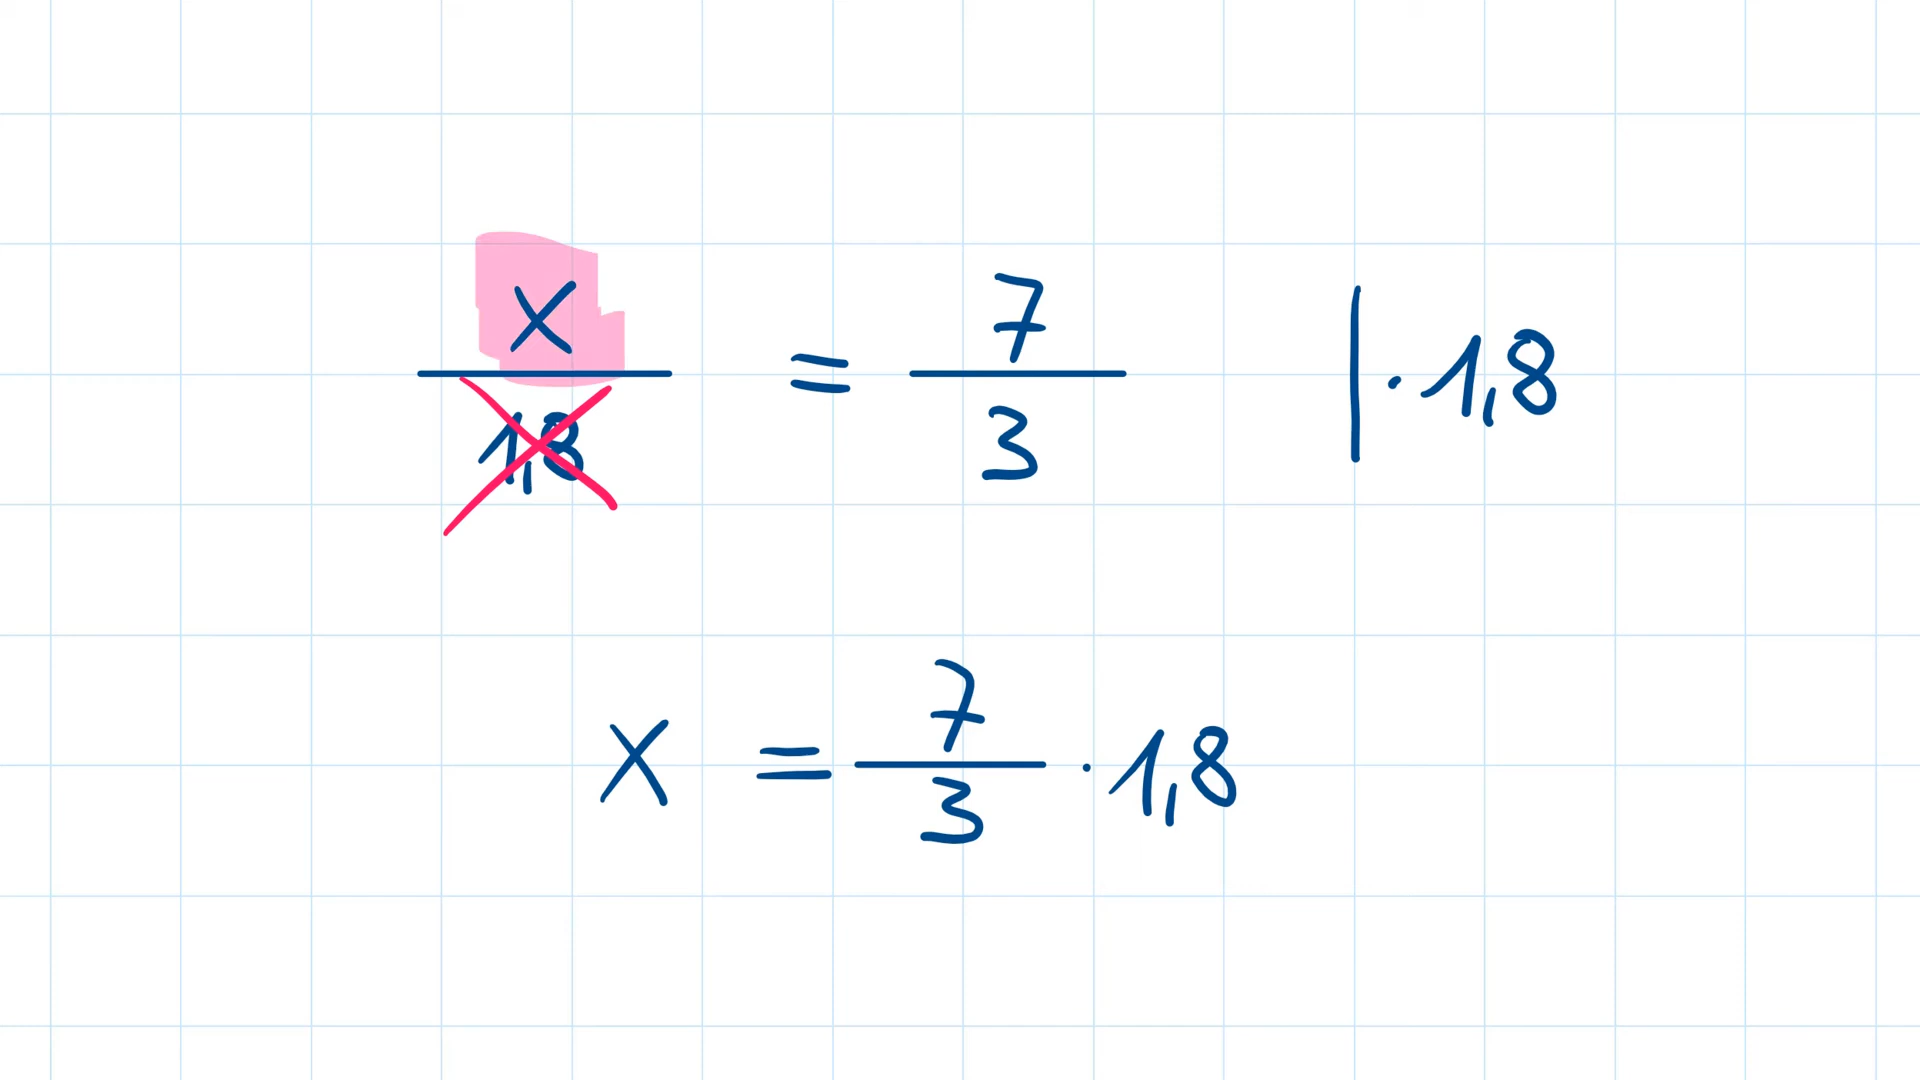 x/1,8 = 7/3 | · 1,8
x = 7/3 · 1,8